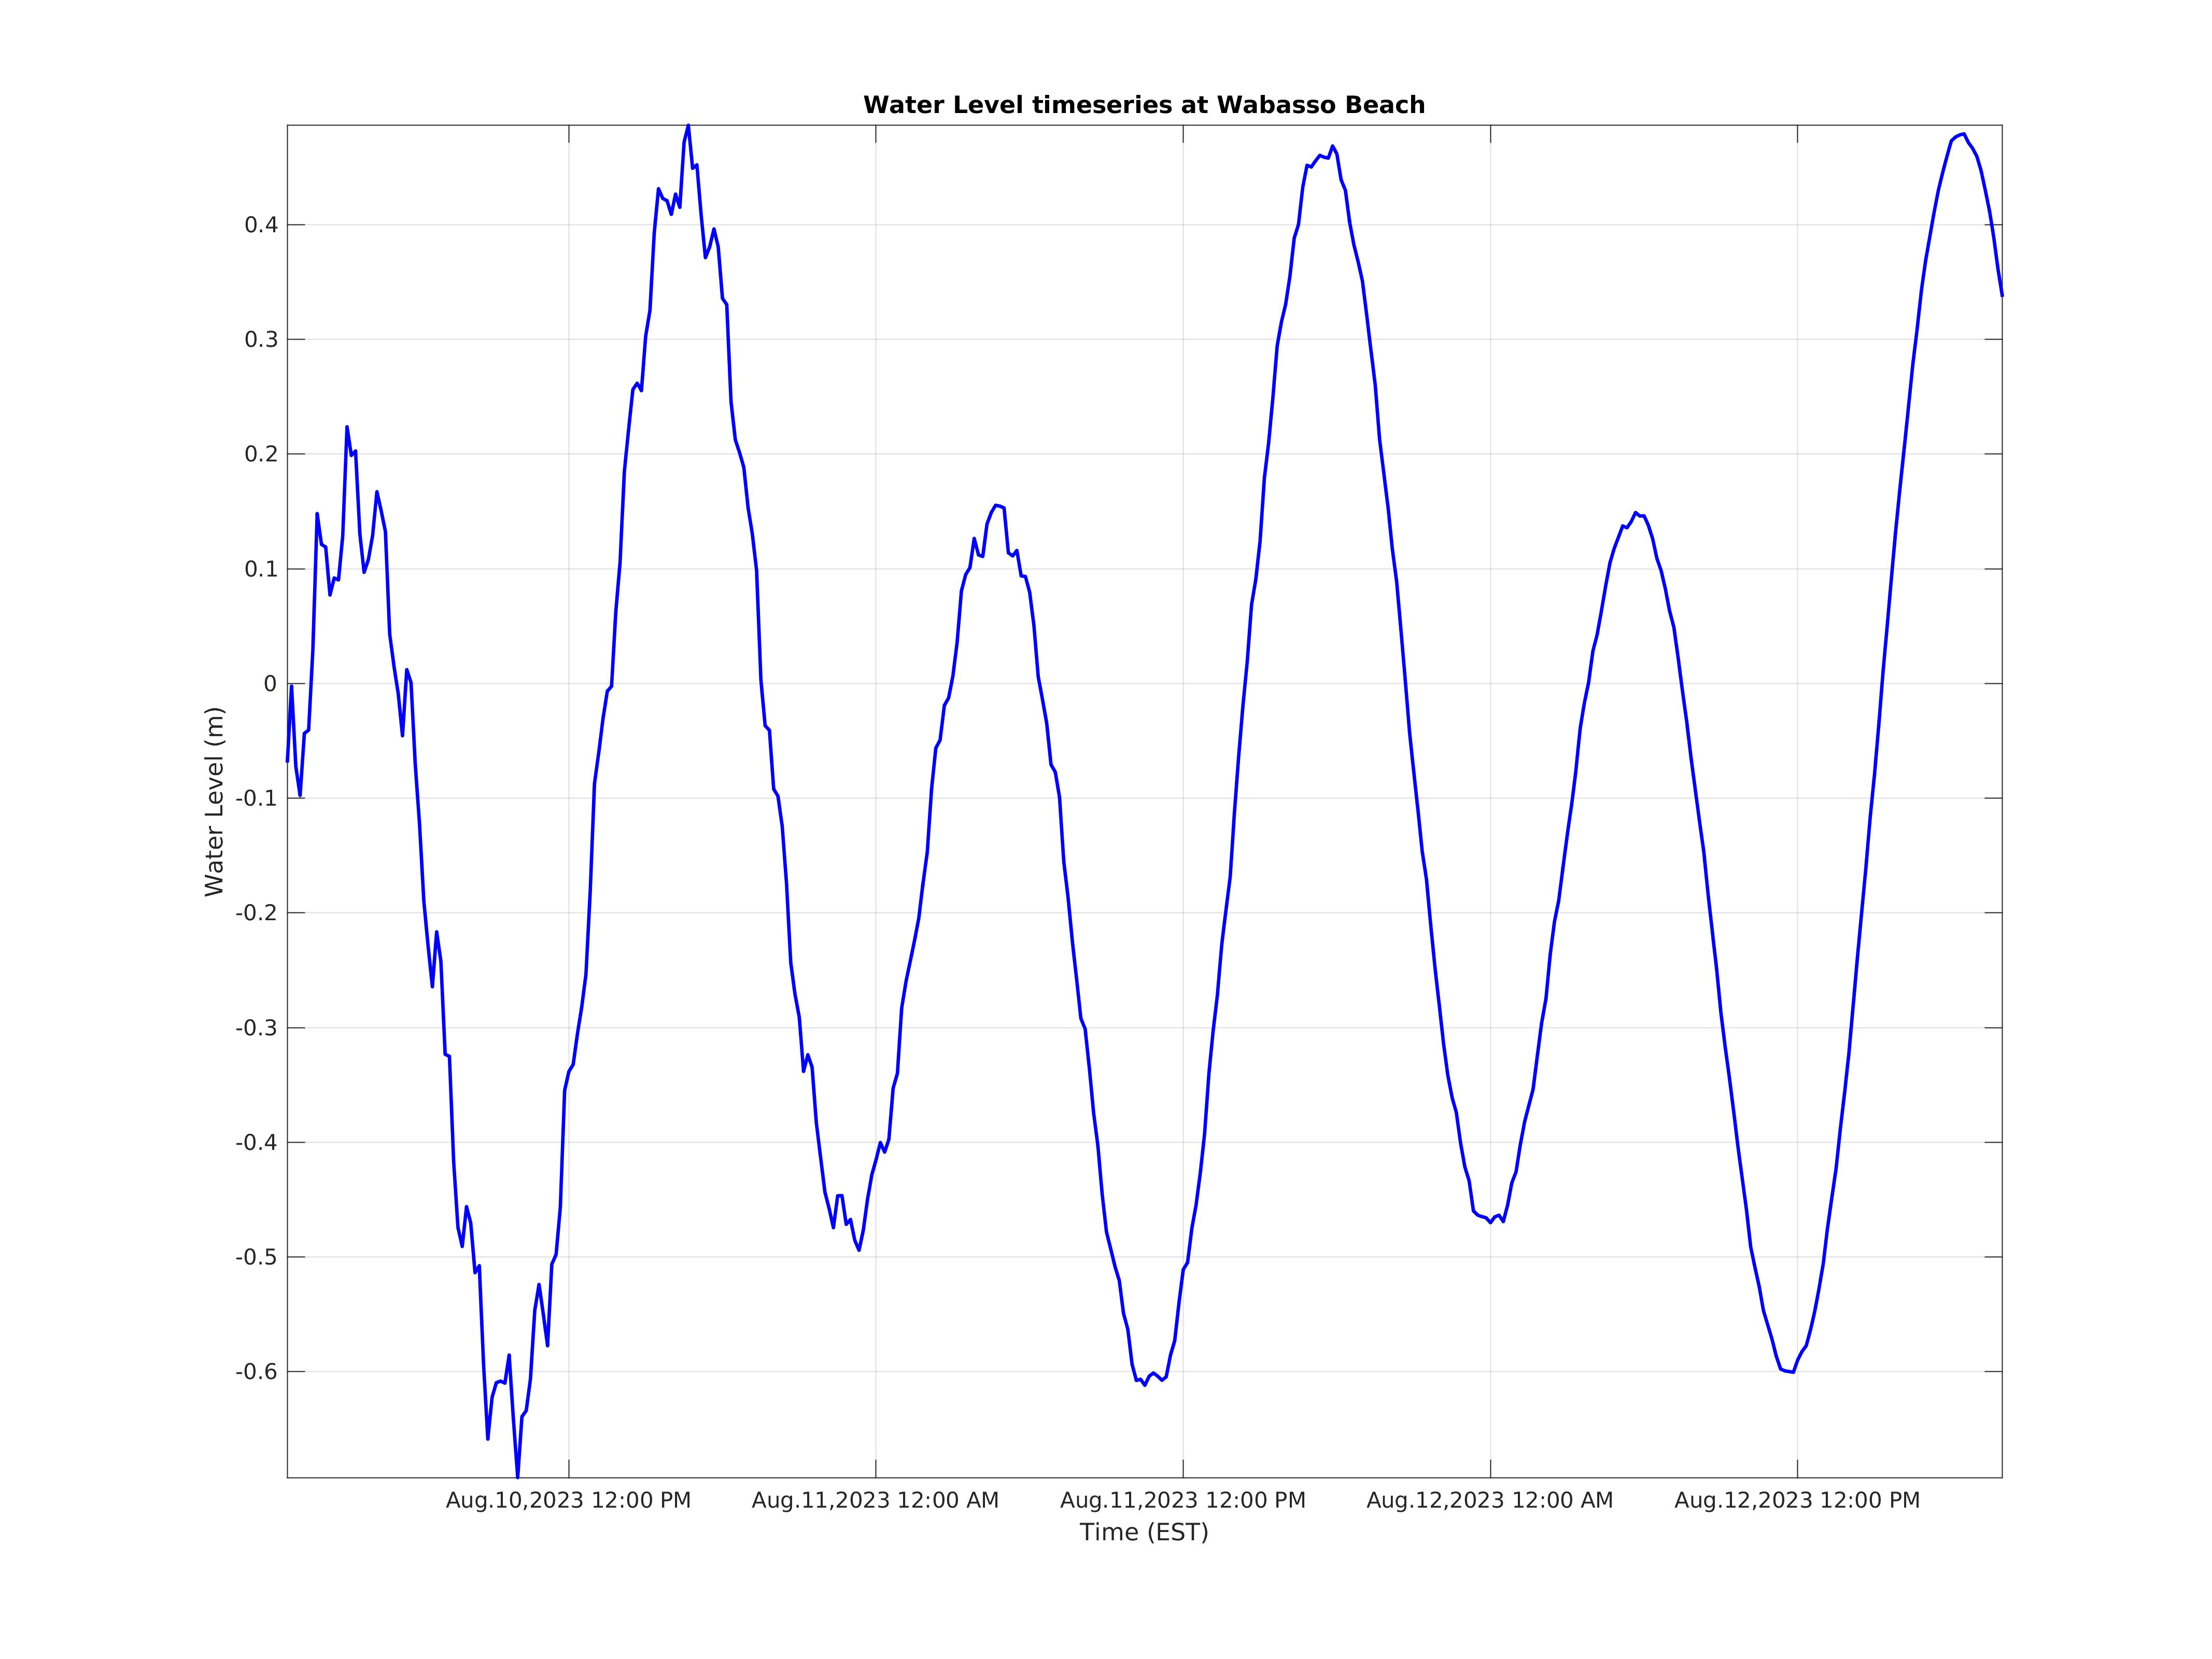 Water Level timeseries at Wabasso Beach
0.4
0.3
0.2
0.1
0
-0.1
-0.2
-0.3
-0.4
-0.5
-0.6
Water Level (m)
Aug.10,2023 12:00 PM Aug.11,2023 12:00 AM Aug.11,2023 12:00 PM Aug.12,2023 12:00 AM Aug.12,2023 12:00 PM
Time (EST)